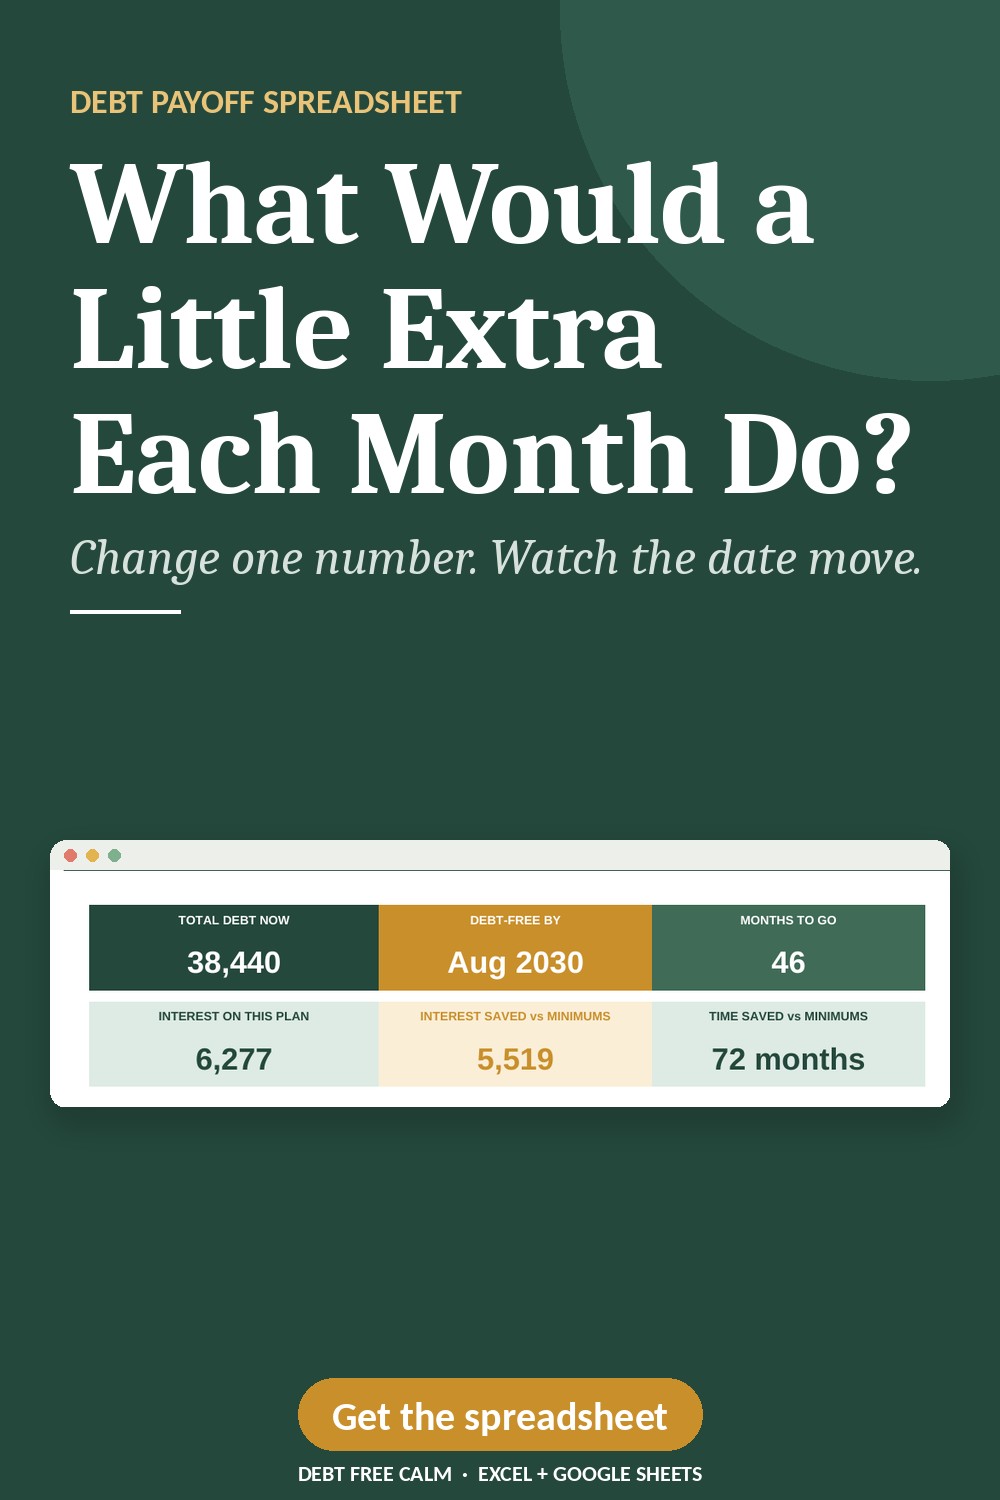 DEBT PAYOFF SPREADSHEET
What Would a
Little Extra
Each Month Do?
Change one number. Watch the date move.
TOTAL DEBT NOW
38,440
DEBT-FREE BY
Aug 2030
MONTHS TO GO
46
INTEREST ON THIS PLAN
6,277
INTEREST SAVED vs MINIMUMS
5,519
TIME SAVED vs MINIMUMS
72 months
Get the spreadsheet
DEBT FREE CALM · EXCEL + GOOGLE SHEETS